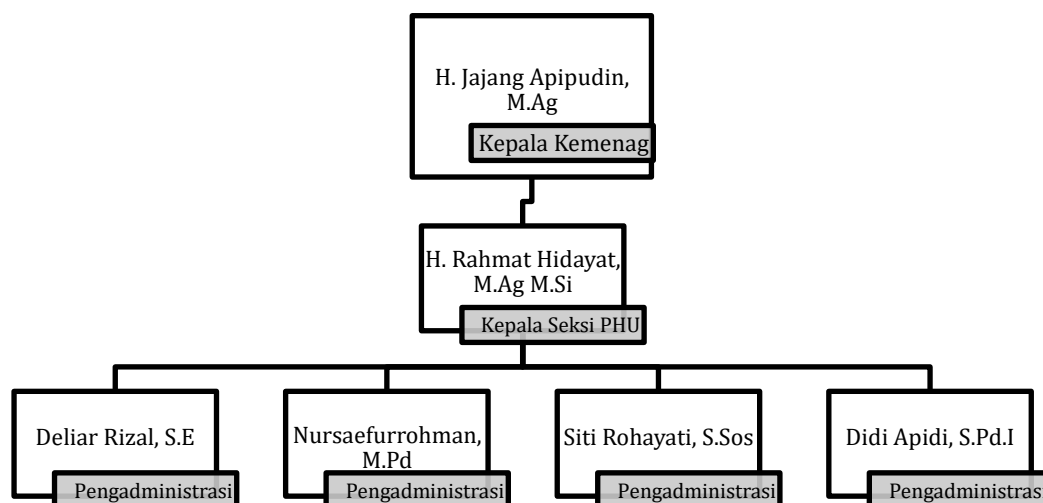 H. Jajang Apipudin,
M.Ag
Kepala Kemenag
H. Rahmat Hidayat,
M.Ag M.Si
Kepala Seksi PHU
Deliar Rizal, S.E
Pengadministrasi
Nursaefurrohman,
M.Pd
Pengadministrasi
Siti Rohayati, S.Sos
Pengadministrasi
Didi Apidi, S.Pd.I
Pengadministrasi